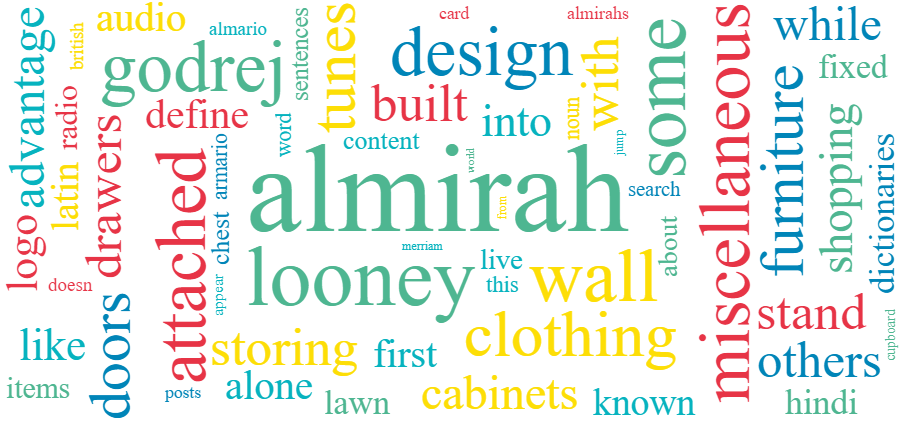 british
audio
almario
sentences
tunes
card
almirahs
while
advantage
radio
godrej
design
with
some
miscellaneous
fixed
define
built
into
noun
furniture
word
content
jump
shopping
dictionaries
latin
drawers
attached
armario
almirah
world
search
from
logo
chest
about
merriam
doesn
appear
looney
live
this
wall
clothing
stand
cupboard
doors
like
storing
first
others
items
posts
alone
lawn
cabinets
known
hindi